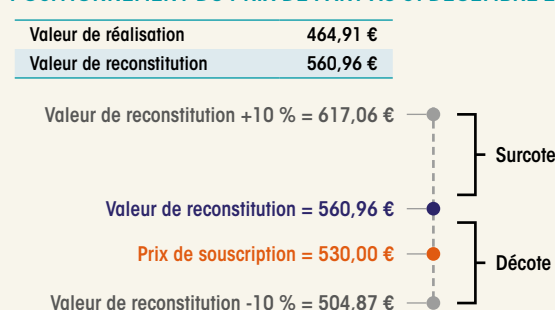 Valeur de réalisation 464,91 €
Valeur de reconstitution 560,96 €
Valeur de reconstitution +10 % = 617,06 €
Surcote
Valeur de reconstitution = 560,96 €
Prix de souscription = 530,00 €
Décote
Valeur de reconstitution -10 % = 504,87 €